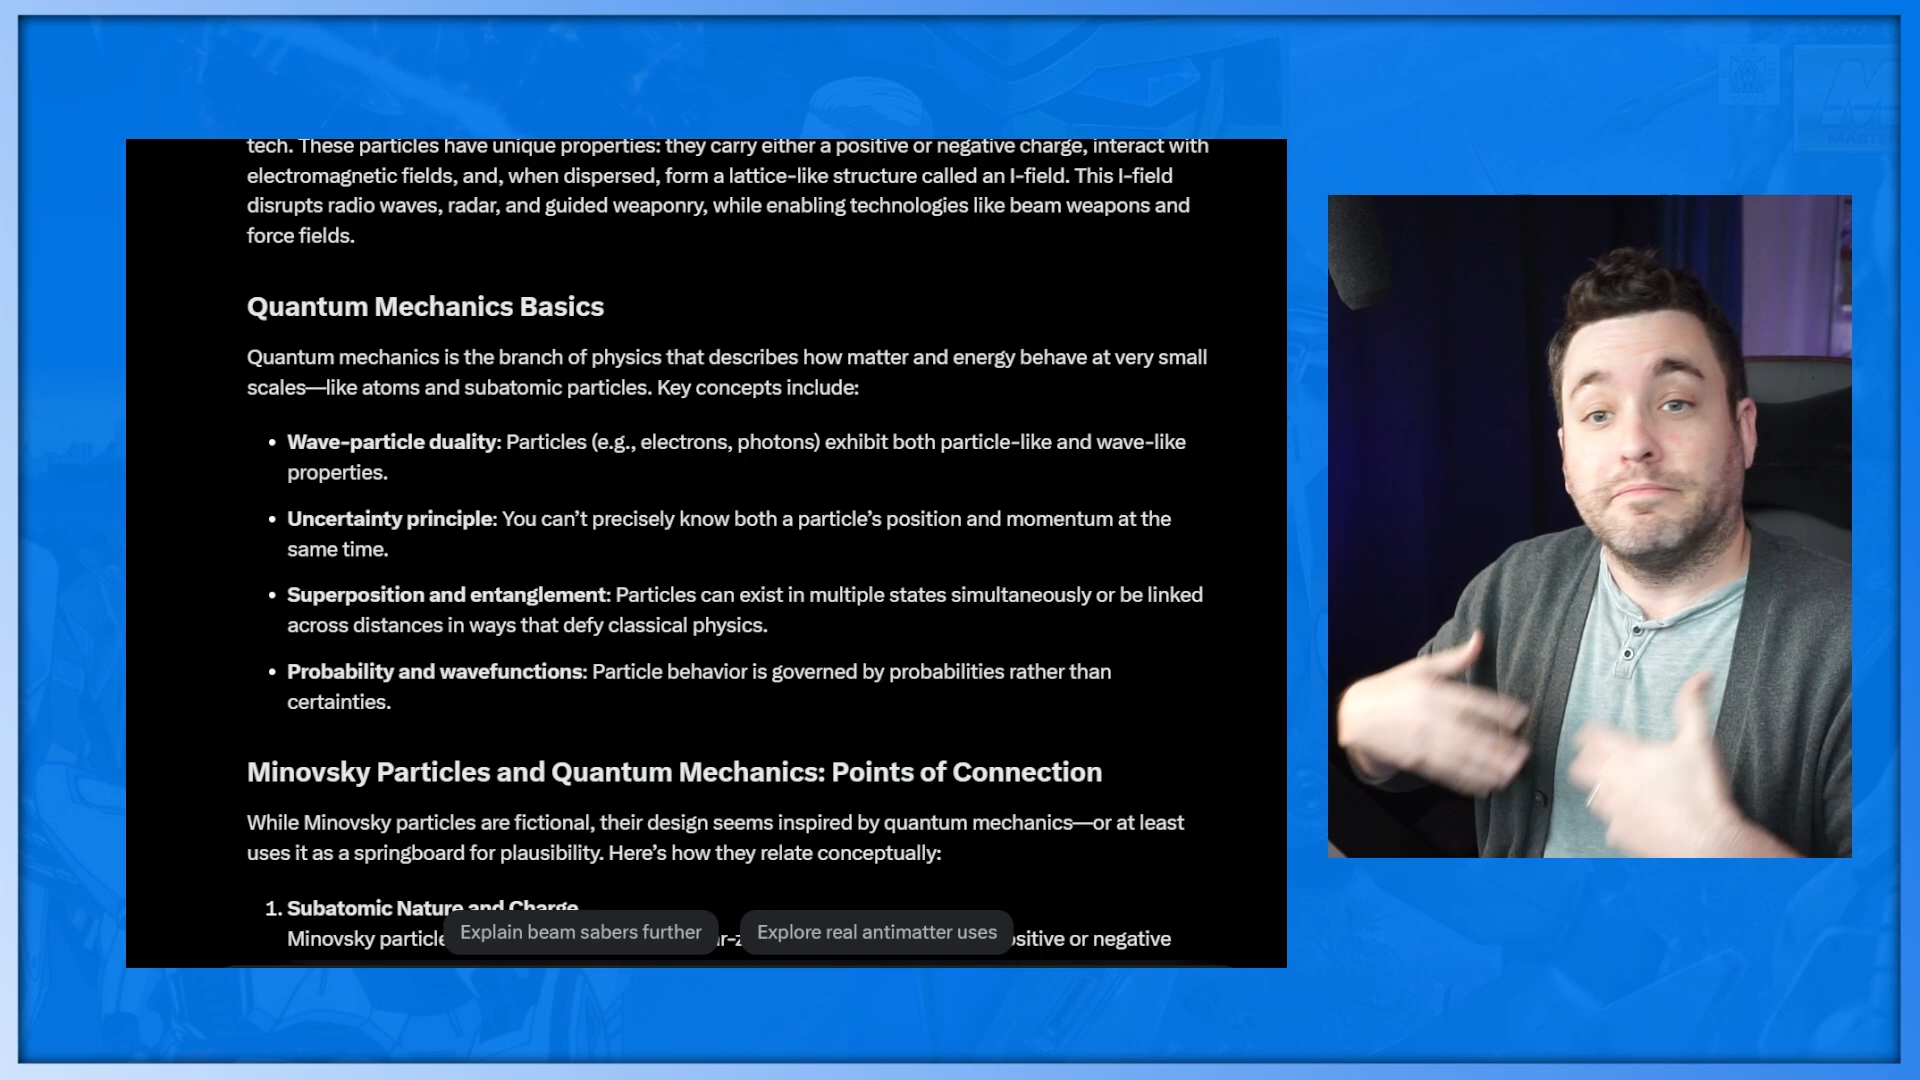 MASTE
tech. These particles have unique properties: they carry either a positive or negative charge, interact with
electromagnetic fields, and, when dispersed, form a lattice-like structure called an I-field. This I-field
disrupts radio waves, radar, and guided weaponry, while enabling technologies like beam weapons and
force fields.
Quantum Mechanics Basics
Quantum mechanics is the branch of physics that describes how matter and energy behave at very small
scales—like atoms and subatomic particles. Key concepts include:
• Wave-particle duality: Particles (e.g., electrons, photons) exhibit both particle-like and wave-like
properties.
• Uncertainty principle: You can’t precisely know both a particle’s position and momentum at the
same time.
• Superposition and entanglement: Particles can exist in multiple states simultaneously or be linked
across distances in ways that defy classical physics.
• Probability and wavefunctions: Particle behavior is governed by probabilities rather than
certainties.
Minovsky Particles and Quantum Mechanics: Points of Connection
While Minovsky particles are fictional, their design seems inspired by quantum mechanics—or at least
uses it as a springboard for plausibility. Here’s how they relate conceptually:
1. Subatomic Nature and Charge
Minovsky particle r-z ositive or negative
Explain beam sabers further
Explore real antimatter uses